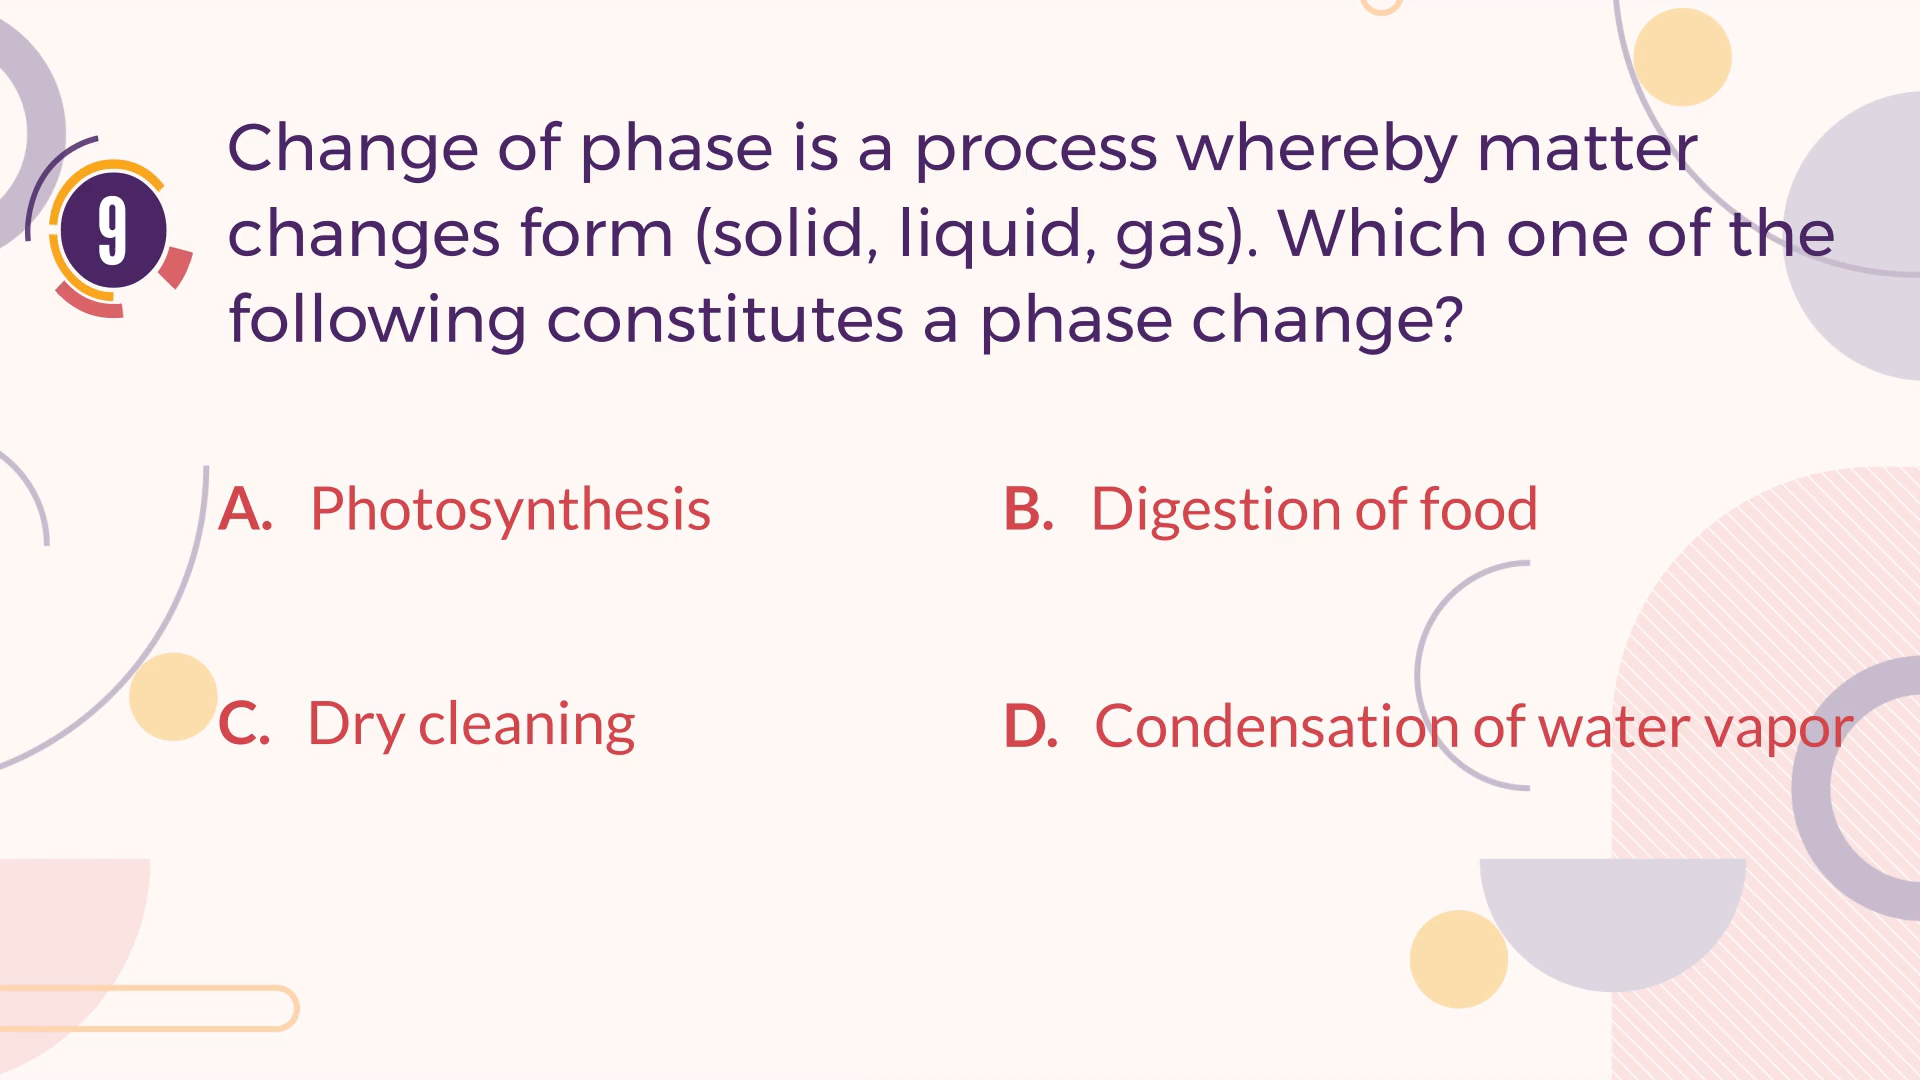 9
Change of phase is a process whereby matter
changes form (solid, liquid, gas). Which one of the
following constitutes a phase change?
A. Photosynthesis
B. Digestion of food
C. Dry cleaning
D. Condensation of water vapor